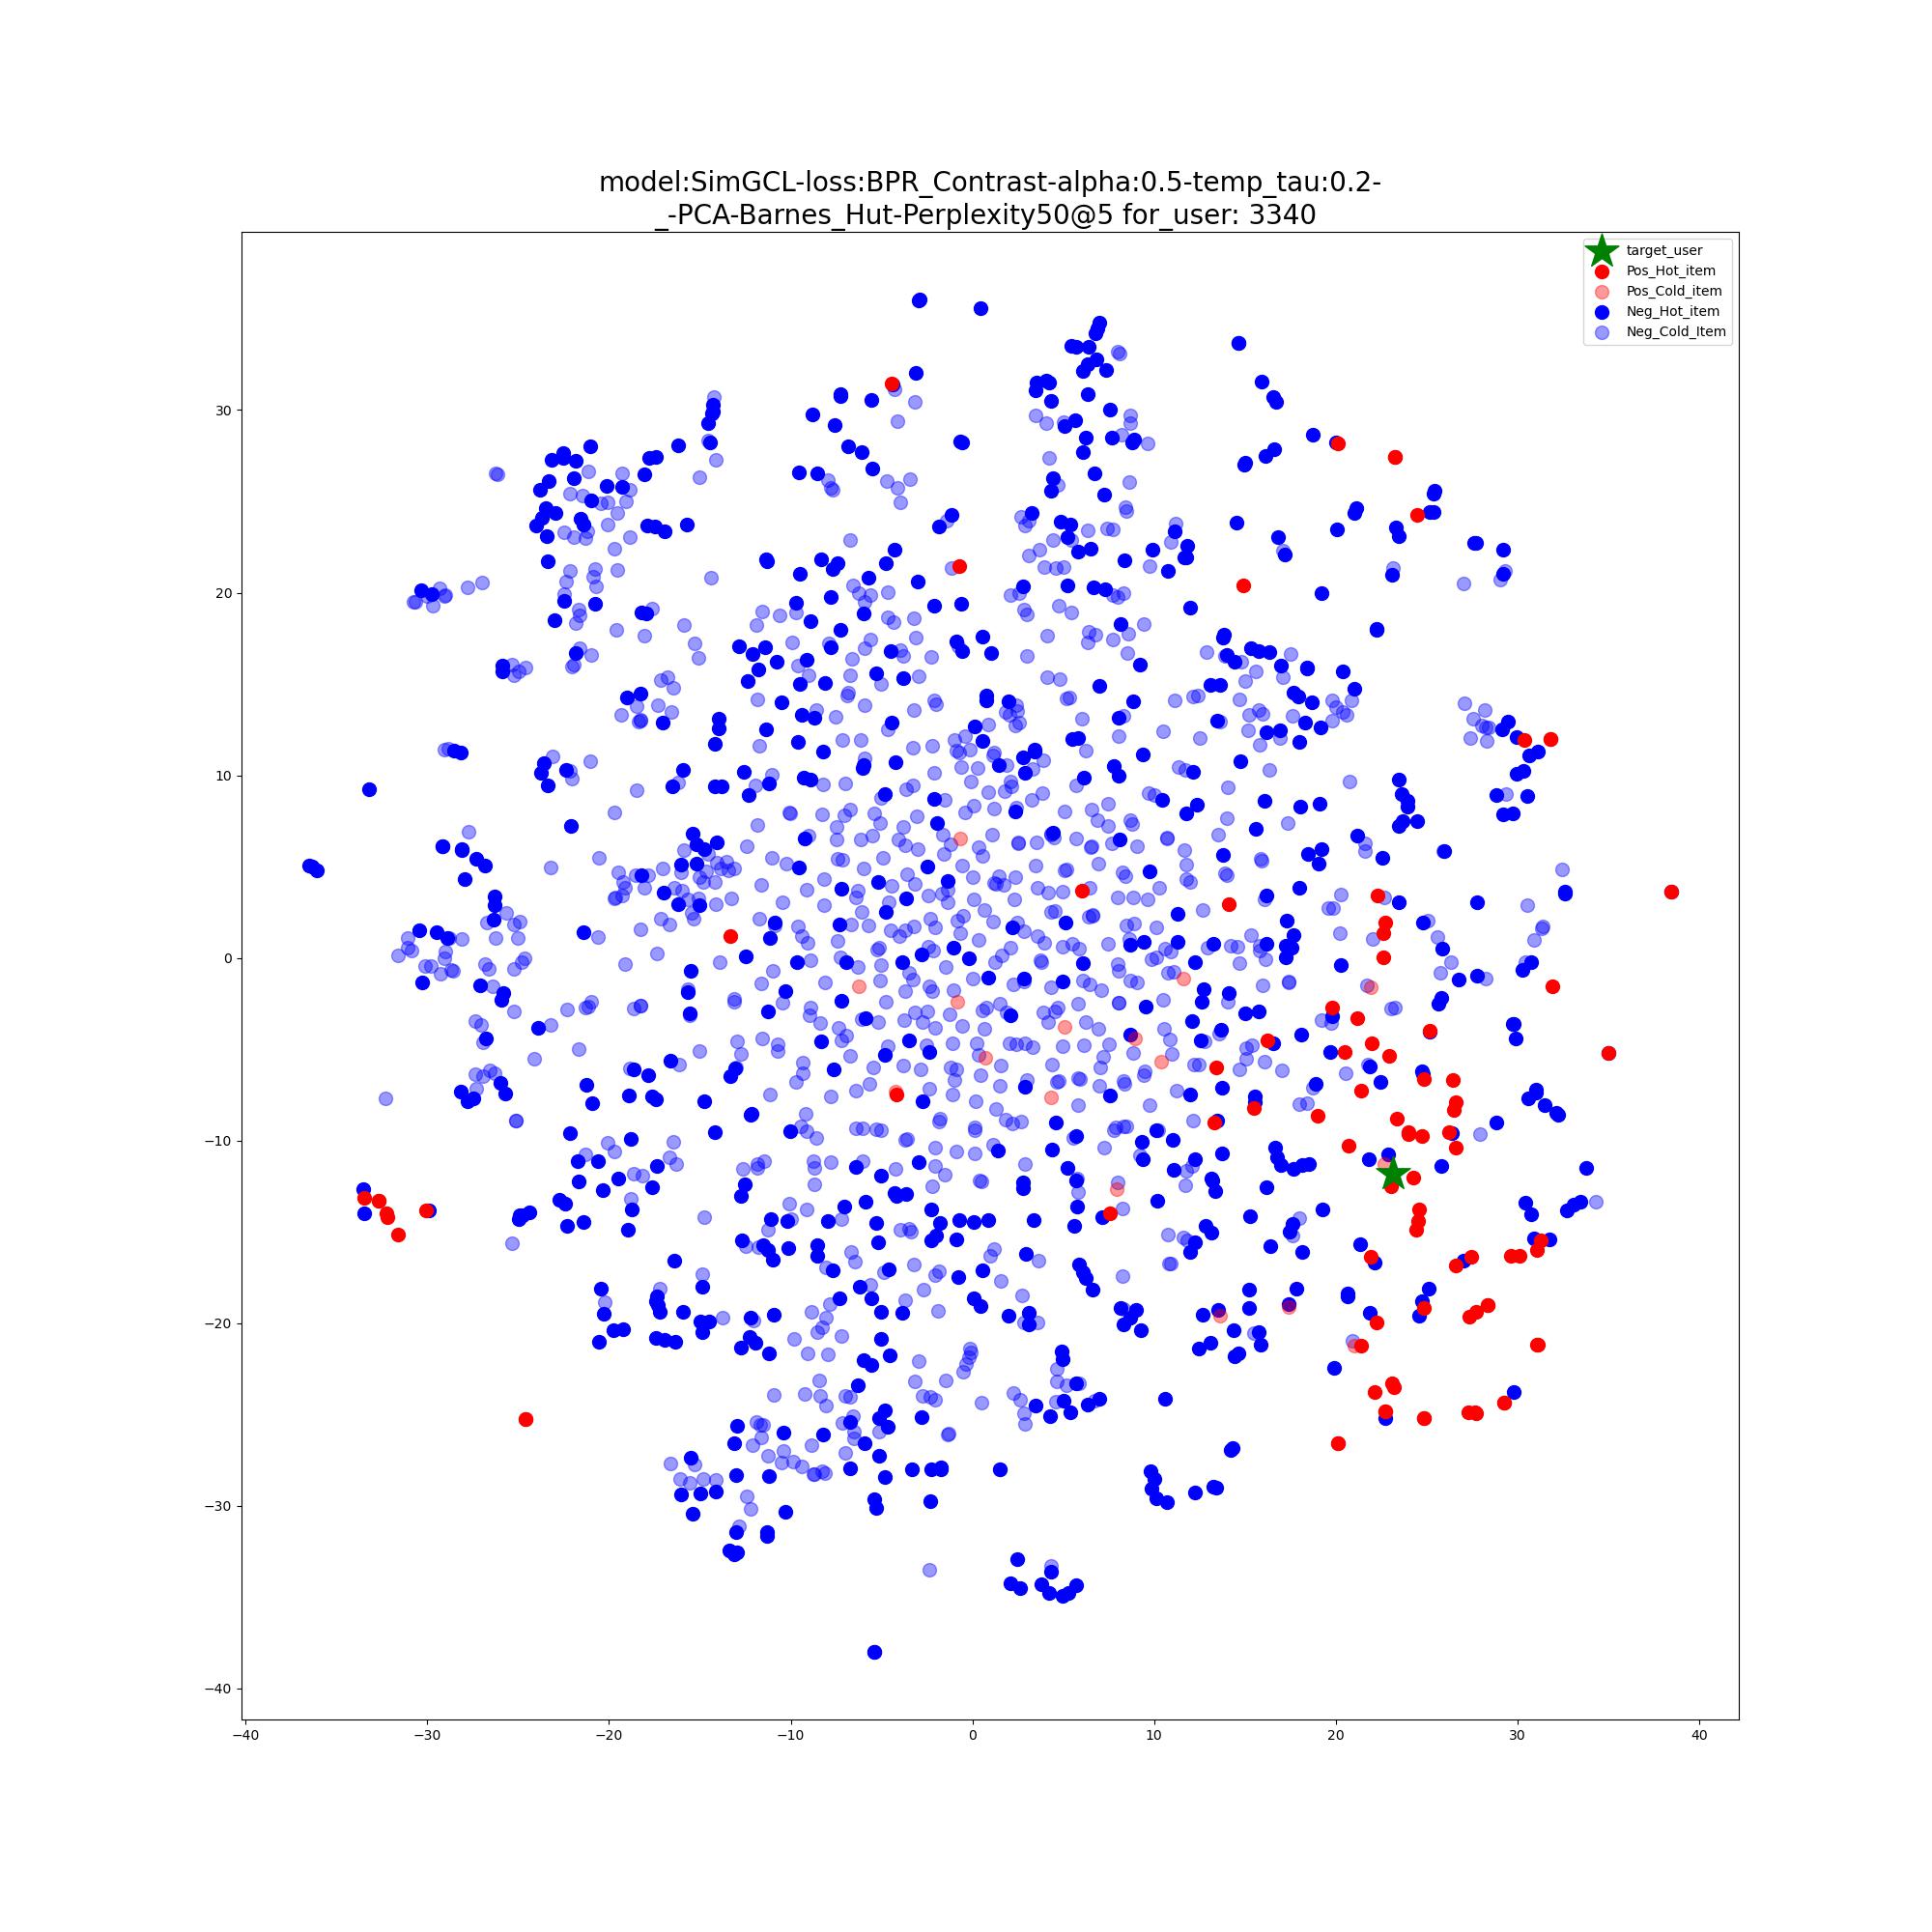 model:SimGCL-loss:BPR_Contrast-alpha:0.5-temp_tau:0.2-
_-PCA-Barnes_Hut-Perplexity50@5 for_user: 3340
target_user
Pos_Hot_item
Pos_Cold_item
Neg_Hot_item
Neg_Cold_Item
30
20
10
0
−10
−20
−30
−40
−40 −30 −20 −10 0 10 20 30 40